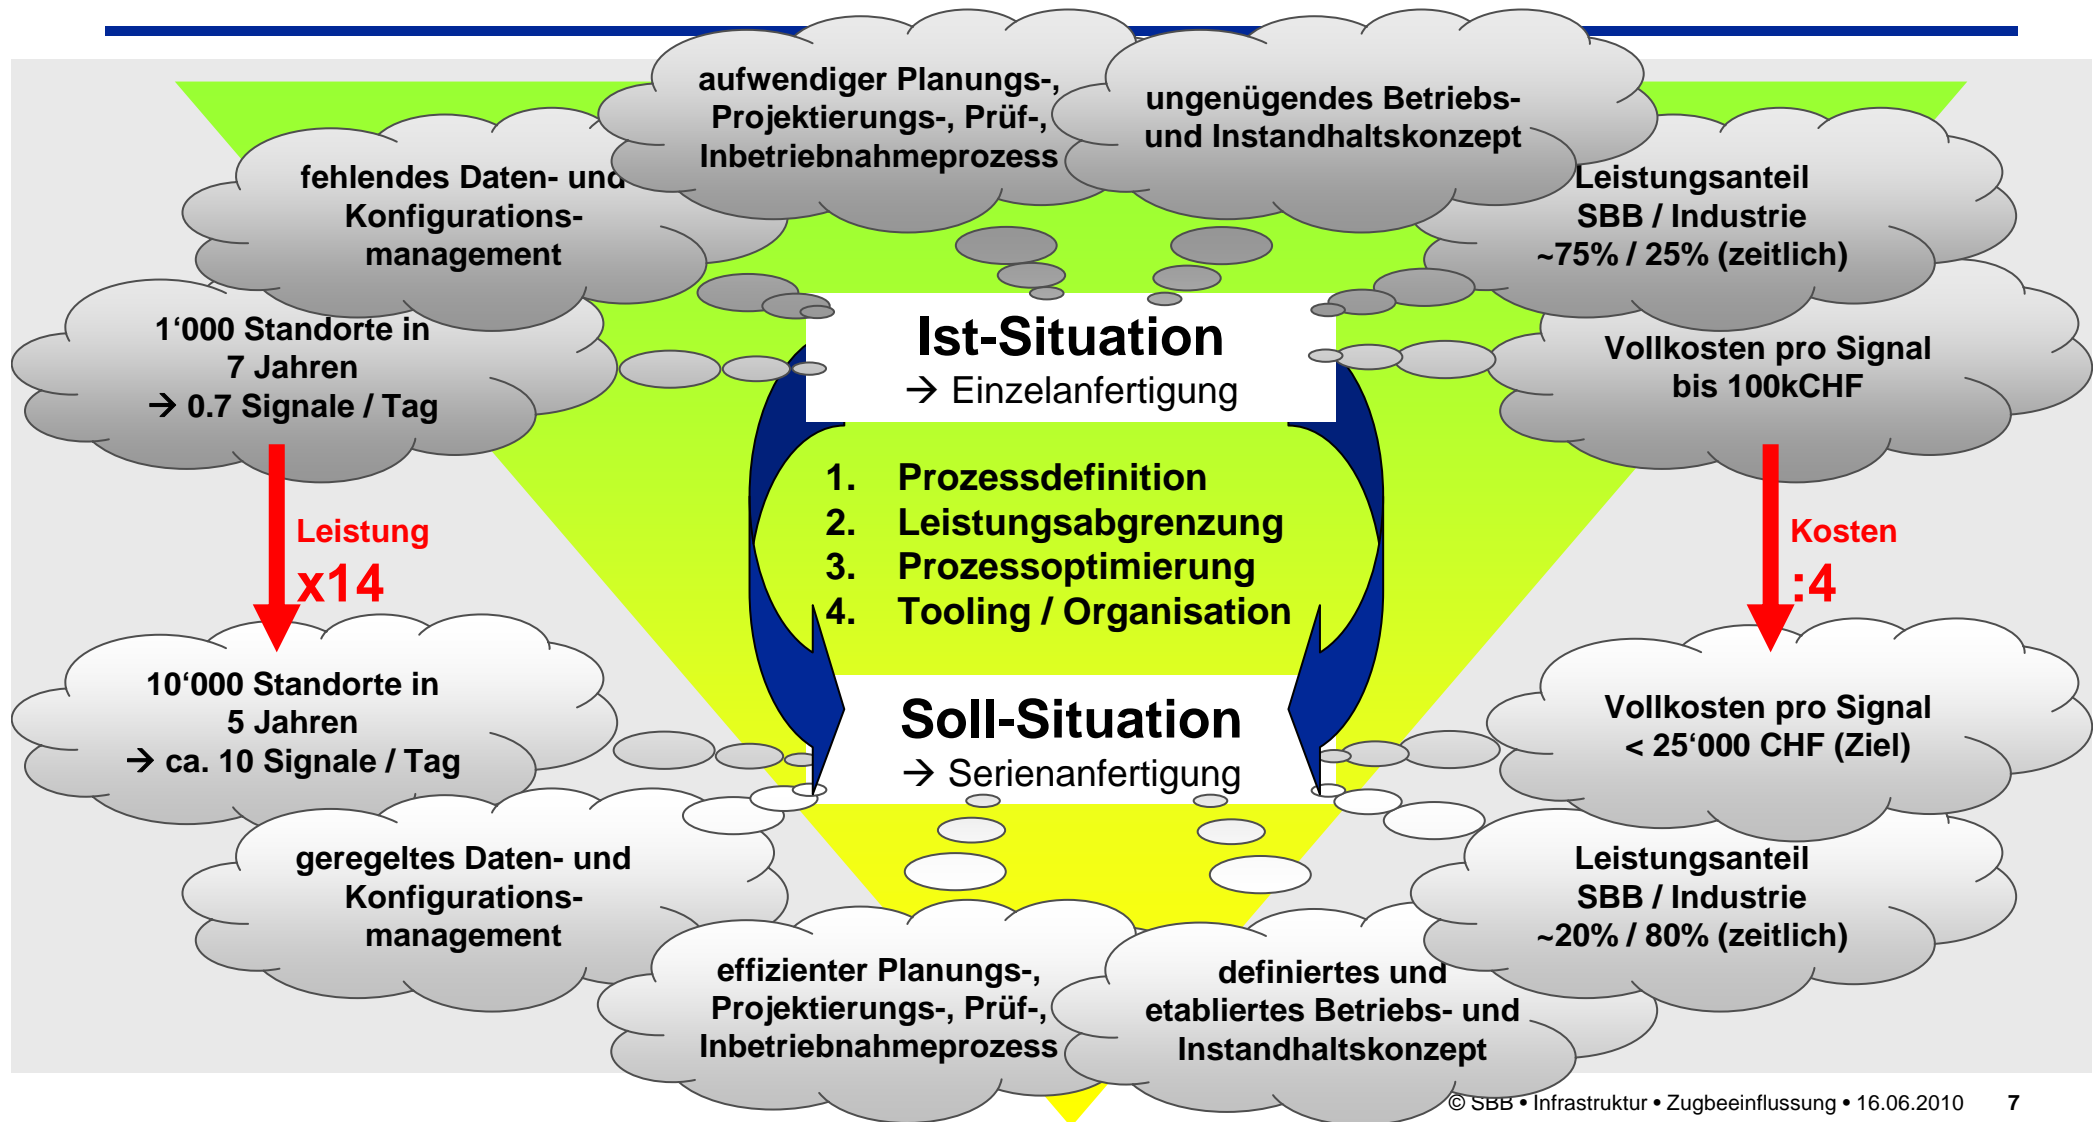 aufwendiger Planungs-,
Projektierungs-, Prüf-,
Inbetriebnahmeprozess
ungenügendes Betriebs-
und Instandhaltskonzept
fehlendes Daten- und
Konfigurations-
management
Leistungsanteil
SBB / Industrie
~75% / 25% (zeitlich)
1‘000 Standorte in
7 Jahren
→ 0.7 Signale / Tag
Ist-Situation
→ Einzelanfertigung
Vollkosten pro Signal
bis 100kCHF
1. Prozessdefinition
2. Leistungsabgrenzung
3. Prozessoptimierung
4. Tooling / Organisation
Leistung
x14
Kosten
:4
10‘000 Standorte in
5 Jahren
→ ca. 10 Signale / Tag
Soll-Situation
→ Serienanfertigung
Vollkosten pro Signal
< 25‘000 CHF (Ziel)
geregeltes Daten- und
Konfigurations-
management
Leistungsanteil
SBB / Industrie
~20% / 80% (zeitlich)
effizienter Planungs-,
Projektierungs-, Prüf-,
Inbetriebnahmeprozess
definiertes und
etabliertes Betriebs- und
Instandhaltskonzept
© SBB • Infrastruktur • Zugbeeinflussung • 16.06.2010 7